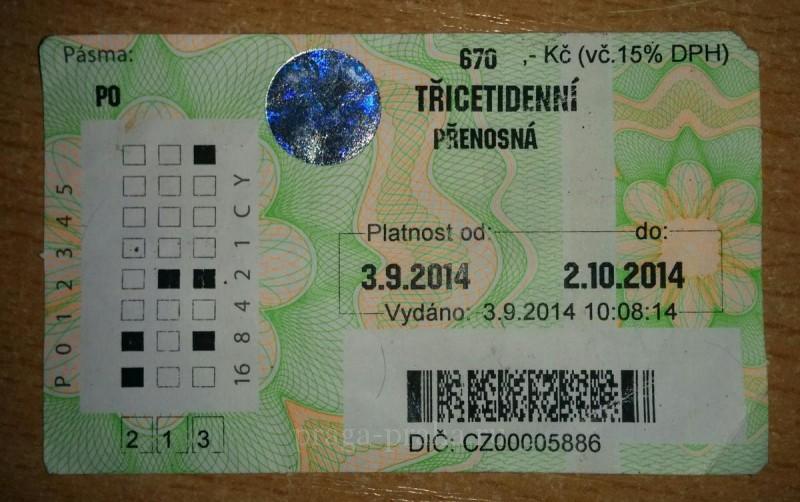 Pásma:
P0
670 ,- Kč (vč.15% DPH)
TŘICETIDENNÍ
PŘENOSNÁ
P 0 1 2 3 4 5
16 8 4 2 1 C Y
2 1 3
Platnost od: do:
3.9.2014 2.10.2014
Vydáno: 3.9.2014 10:08:14
DIČ: CZ00005886